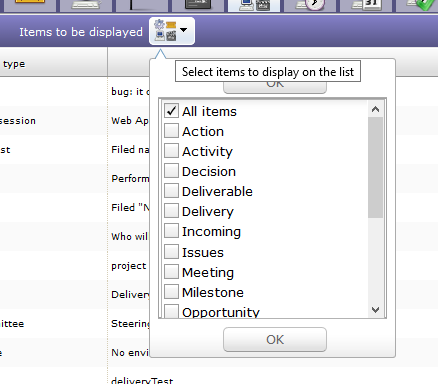 31
Items to be displayed
Select items to display on the list
OK
type
bug: it
All items
Action
session
Web Ap
Activity
st
Filed na
Decision
Perform
Deliverable
Filed "N
Delivery
Who wil
Incoming
Issues
project
Meeting
Delivery
Milestone
ittee
Steering
Opportunity
e
No envi
OK
deliveryTest